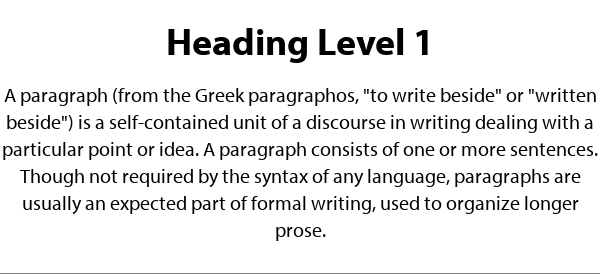 Heading Level 1
A paragraph (from the Greek paragraphos, "to write beside" or "written
beside") is a self-contained unit of a discourse in writing dealing with a
particular point or idea. A paragraph consists of one or more sentences.
Though not required by the syntax of any language, paragraphs are
usually an expected part of formal writing, used to organize longer
prose.